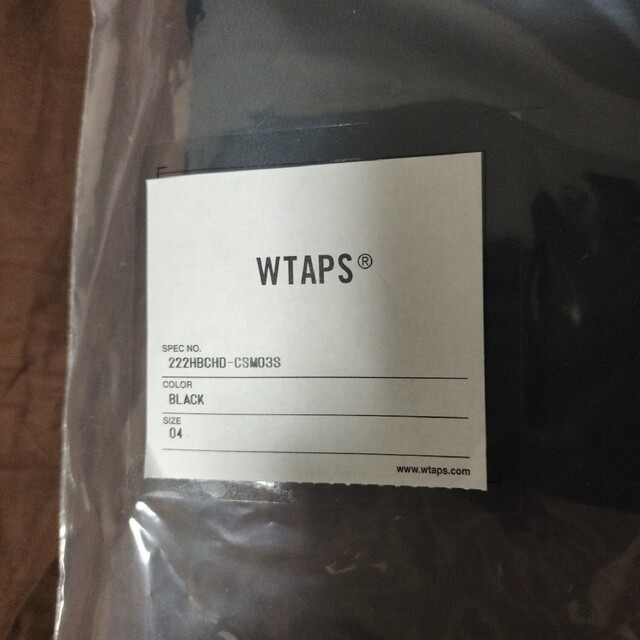 WTAPS®
SPEC NO.
222HBCHD-CSM03S
COLOR
BLACK
SIZE
04
www.wtaps.com